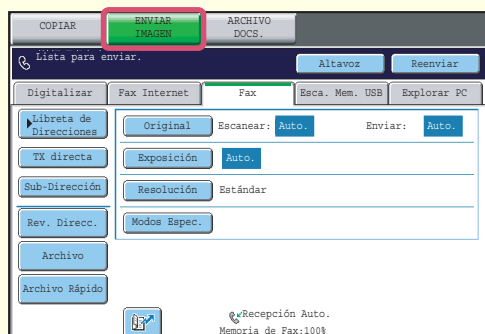 COPIAR
ENVIAR
IMAGEN
ARCHIVO
DOCS.
Lista para enviar.
Altavoz
Reenviar
Digitalizar
Fax Internet
Fax
Esca. Mem. USB
Explorar PC
Libreta de
Direcciones
Original
Escanear: Auto.
Enviar: Auto.
TX directa
Exposición
Auto.
Sub-Dirección
Resolución
Estándar
Rev. Direcc.
Modos Espec.
Archivo
Archivo Rápido
Recepción Auto.
Memoria de Fax:100%